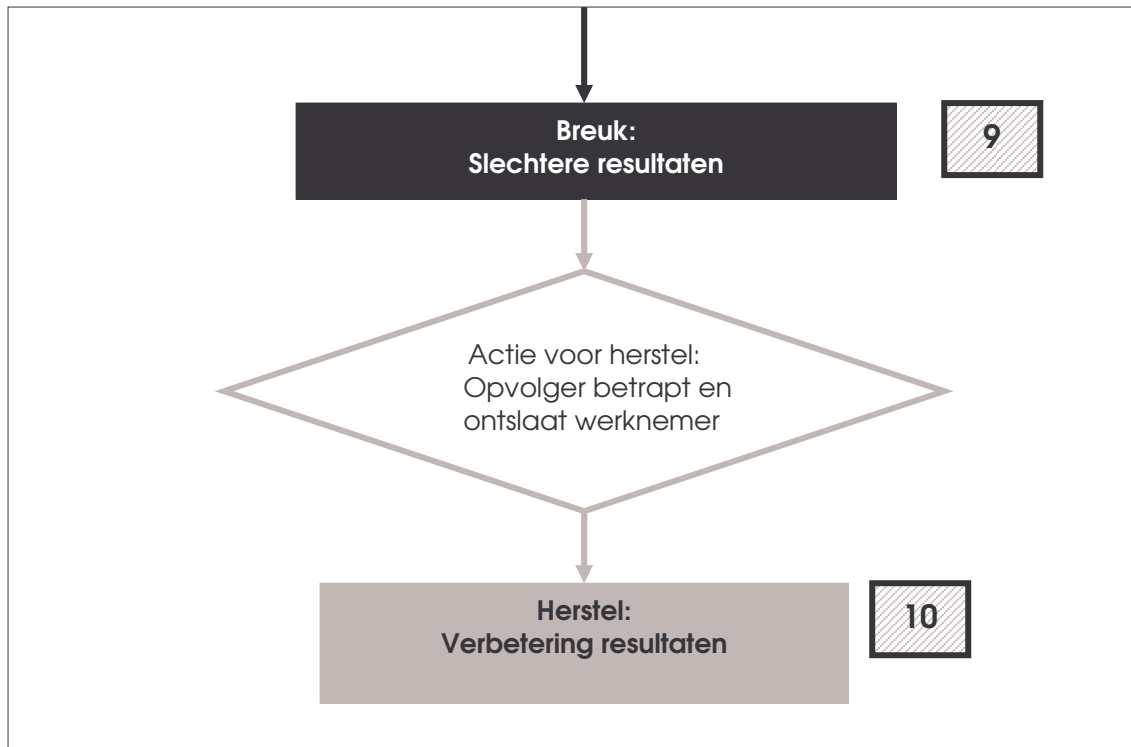 Breuk:
Slechtere resultaten
9
Actie voor herstel:
Opvolger betrapt en
ontslaat werknemer
Herstel:
Verbetering resultaten
10